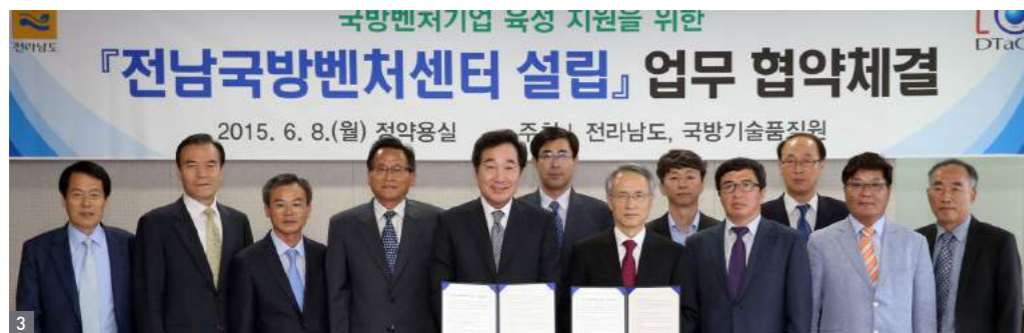 국방벤처기업 육성 지원을 위한
전라남도
DTaQ
『전남국방벤처센터 설립』 업무 협약체결
2015. 6. 8.(월) 정약용실
전라남도, 국방기술품질원
3